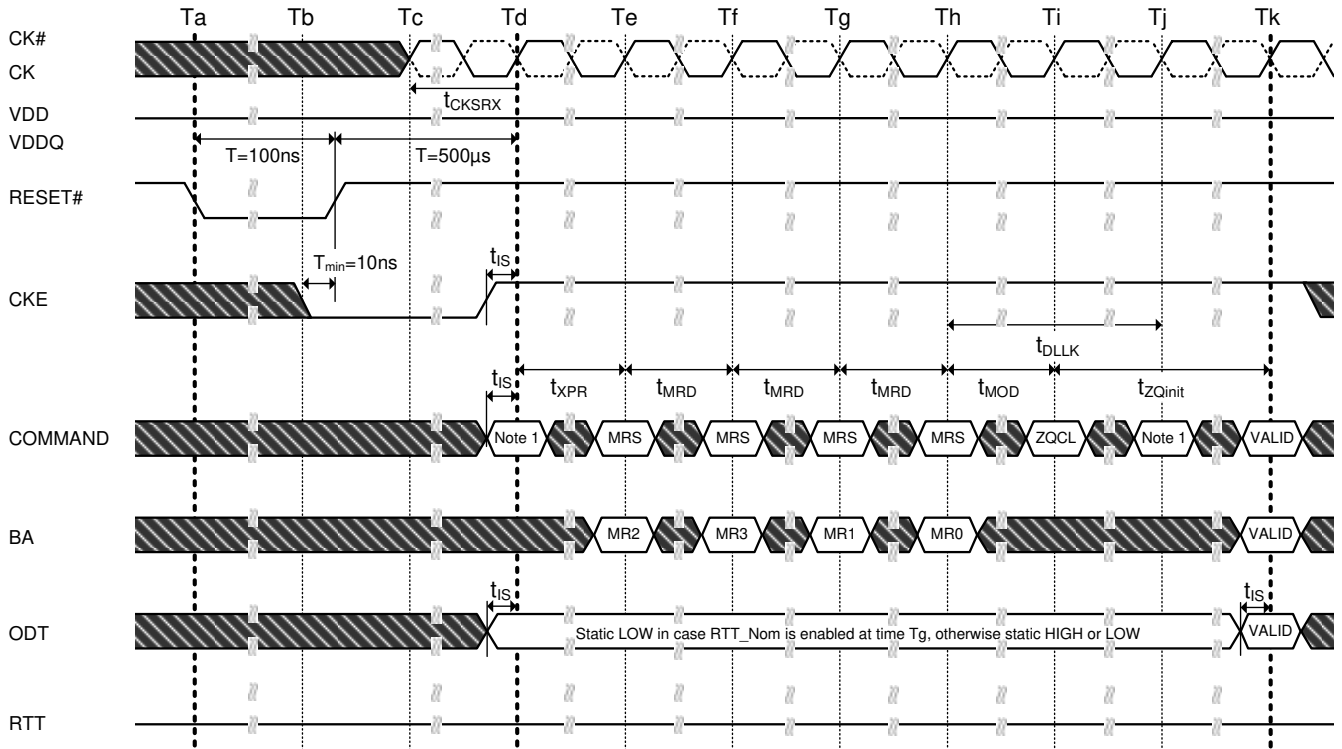 Ta Tb Tc Td Te Tf Tg Th Ti Tj Tk
CK#
CK
tCKSRX
VDD
VDDQ
T=100ns T=500µs
RESET#
Tmin=10ns tIS
CKE
tDLLK
tIS tXPR tMRD tMRD tMRD tMOD tZQinit
COMMAND Note 1 MRS MRS MRS MRS ZQCL Note 1 VALID
BA MR2 MR3 MR1 MR0 VALID
tIS tIS
ODT Static LOW in case RTT_Nom is enabled at time Tg, otherwise static HIGH or LOW VALID
RTT